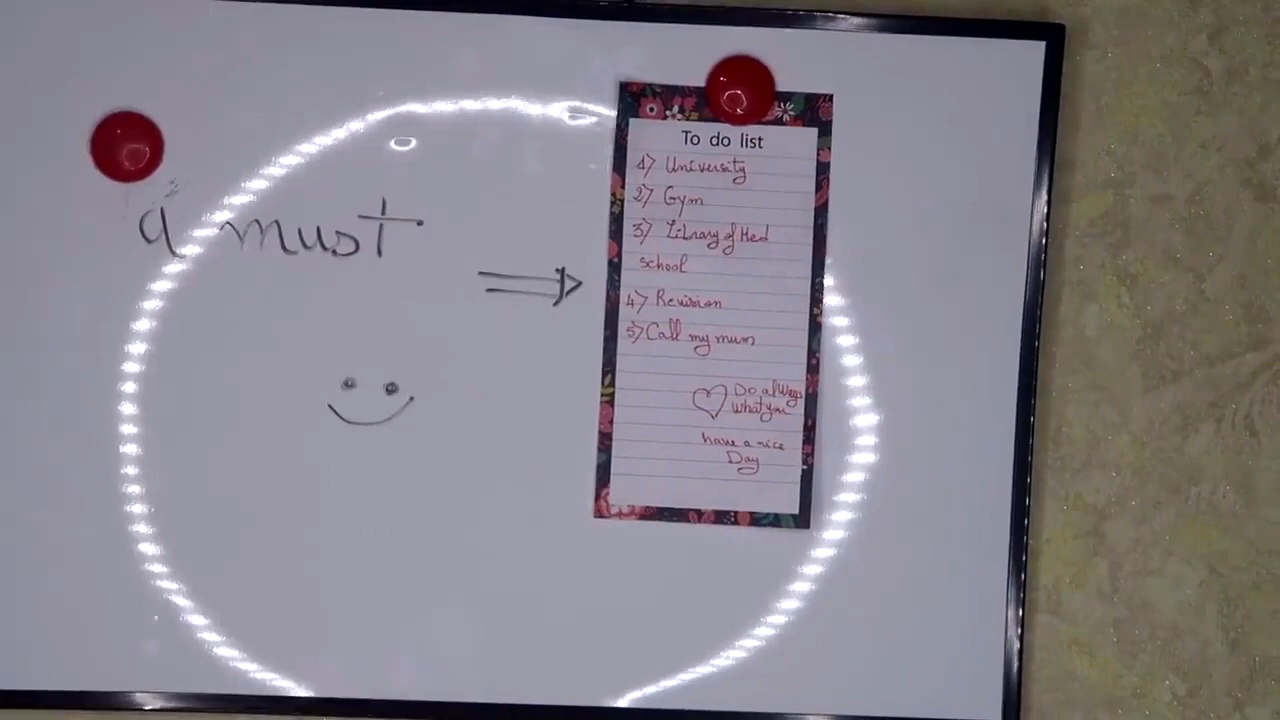 a must
To do list
1) University
2) Gym
3) Library of Med
school
4) Revision
5) Call my mum
Do always
what you
have a nice
Day